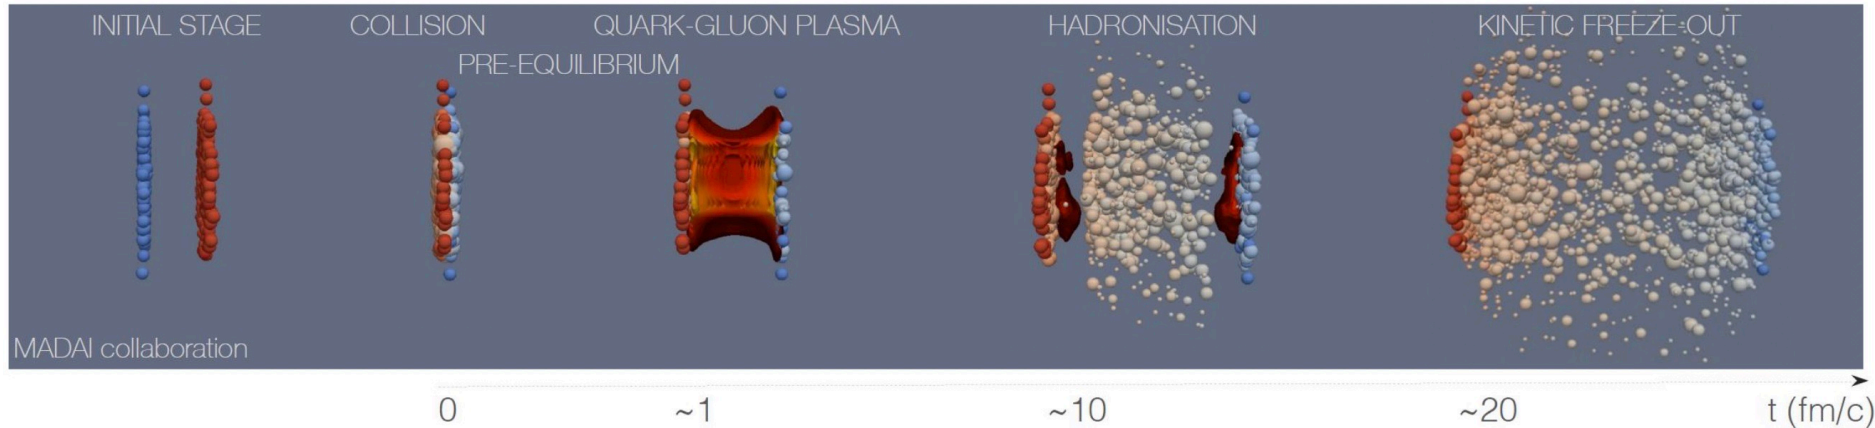 INITIAL STAGE
COLLISION
QUARK-GLUON PLASMA
HADRONISATION
KINETIC FREEZE-OUT
PRE-EQUILIBRIUM
MADAI collaboration
0
~1
~10
~20
t (fm/c)